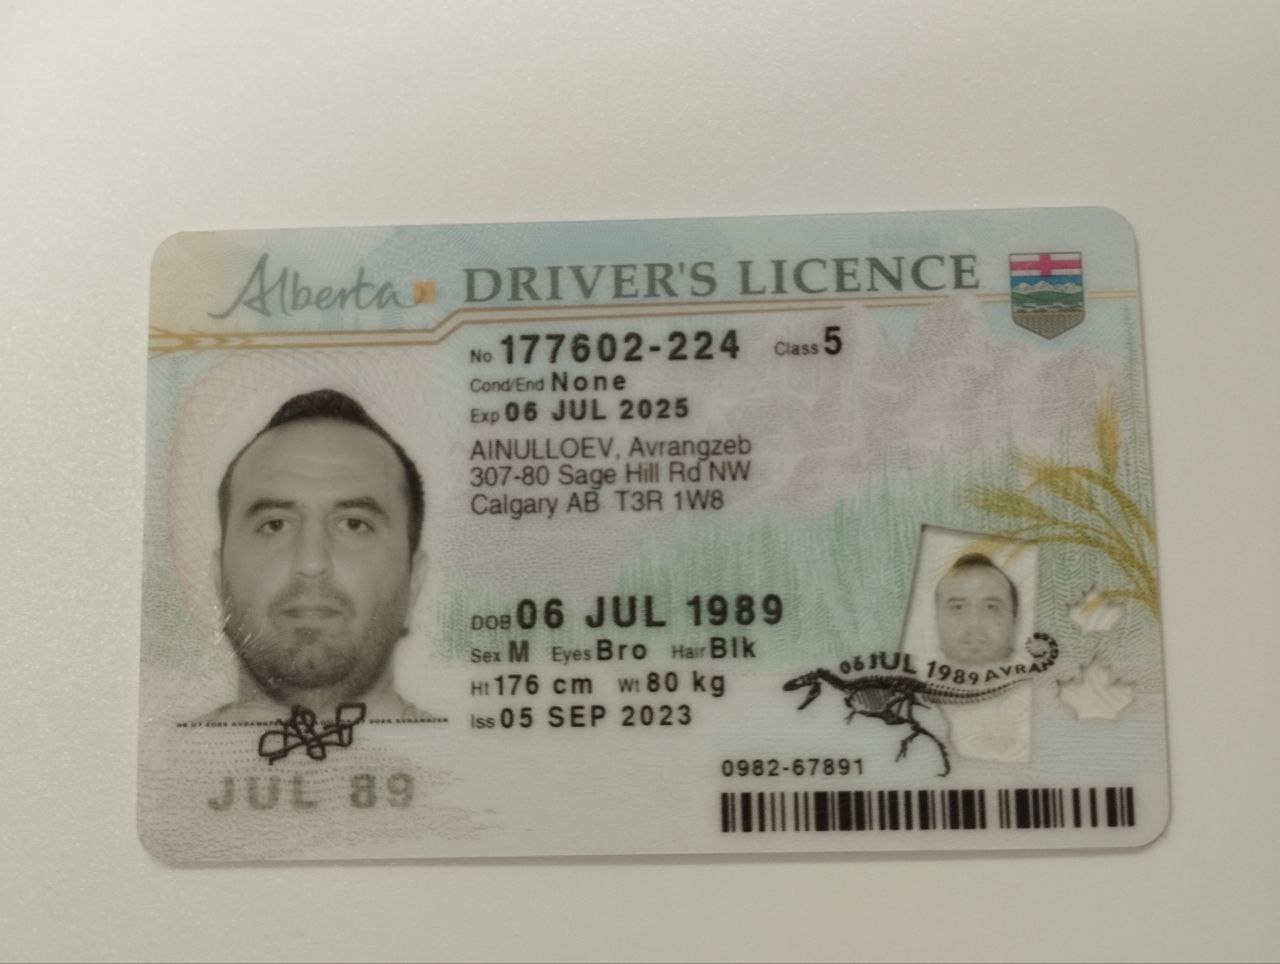 Alberta DRIVER'S LICENCE
No 177602-224 Class 5
Cond/End None
Exp 06 JUL 2025
AINULLOEV, Avrangzeb
307-80 Sage Hill Rd NW
Calgary AB T3R 1W8
DOB 06 JUL 1989
Sex M Eyes Bro Hair Blk
Ht 176 cm Wt 80 kg
Iss 05 SEP 2023
06 JUL 1989 AVRANG
JUL 89
0982-67891